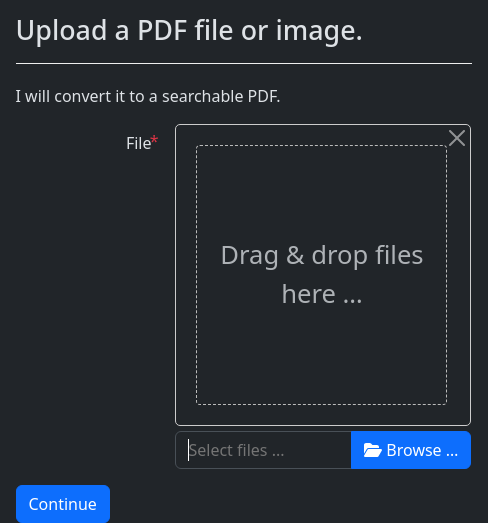 Upload a PDF file or image.
I will convert it to a searchable PDF.
File*
Drag & drop files
here ...
Select files ...
Browse ...
Continue